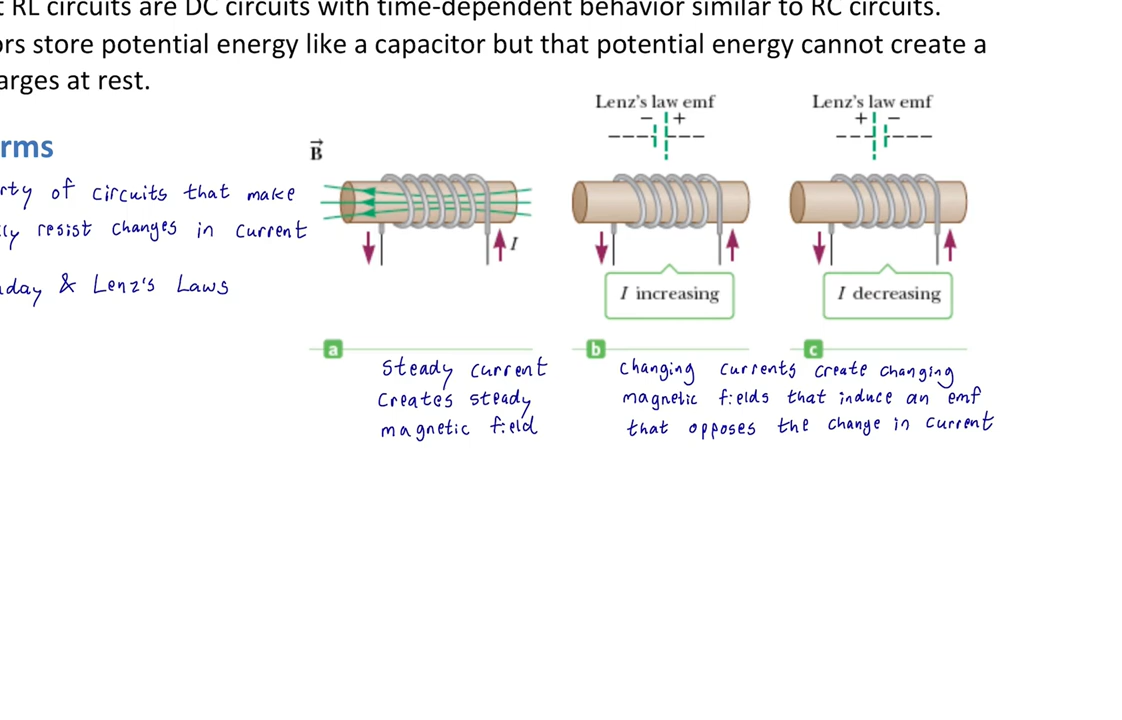 RL circuits are DC circuits with time-dependent behavior similar to RC circuits.
ors store potential energy like a capacitor but that potential energy cannot create a
arges at rest.
Lenz's law emf
Lenz's law emf
− +
+ −
rms
B
rty of circuits that make
lly resist changes in current
I
aday & Lenz's Laws
I increasing
I decreasing
a
b
c
Steady current
creates steady
magnetic field
Changing currents create changing
magnetic fields that induce an emf
that opposes the change in current